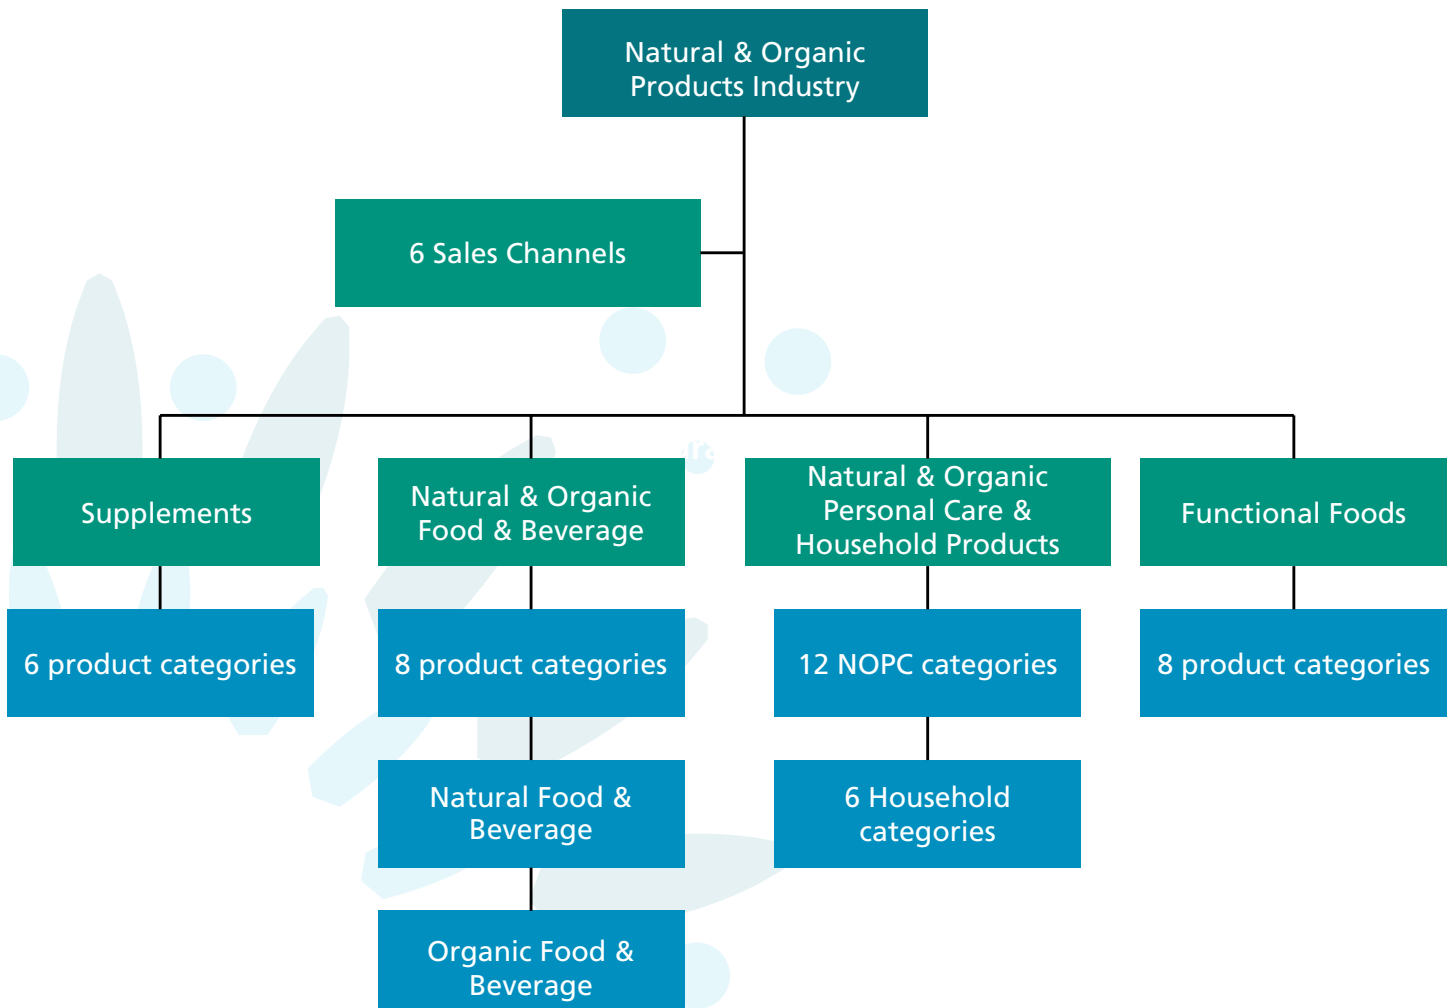 Natural & Organic
Products Industry
6 Sales Channels
Supplements
Natural & Organic
Food & Beverage
Natural & Organic
Personal Care &
Household Products
Functional Foods
6 product categories
8 product categories
12 NOPC categories
8 product categories
Natural Food &
Beverage
6 Household
categories
Organic Food &
Beverage